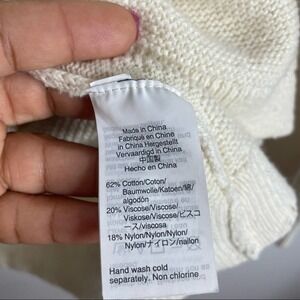 Made in China
Fabriqué en Chine
in China Hergestellt
Vervaardigd in China
中国製
Hecho en China
62% Cotton/Coton/
Baumwolle/Katoen/綿/
algodón
20% Viscose/Viscose/
Viskose/Viscose/ビスコ
ース/viscosa
18% Nylon/Nylon/Nylon/
Nylon/ナイロン/nailon
Hand wash cold
separately. Non chlorine